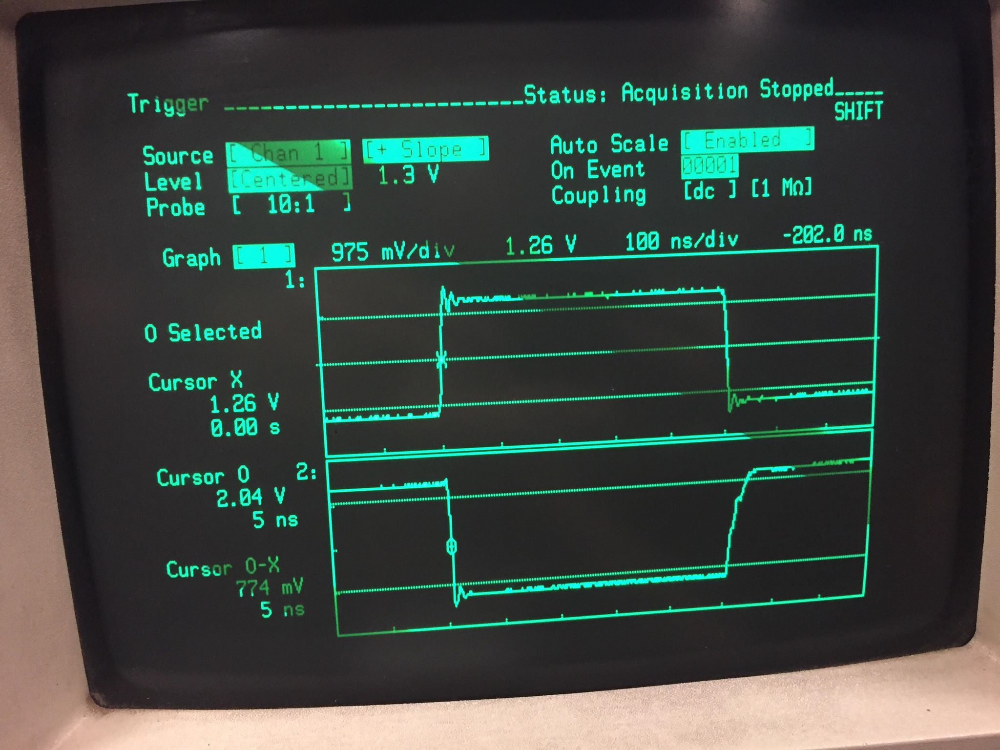 Trigger Status: Acquisition Stopped
SHIFT
Source [ Chan 1 ] [+ Slope ] Auto Scale [ Enabled ]
Level [Centered] 1.3 V On Event 00001
Probe [ 10:1 ] Coupling [dc ] [1 MΩ]
Graph [ 1 ] 975 mV/div 1.26 V 100 ns/div -202.0 ns
1:
O Selected
Cursor X
1.26 V
0.00 s
Cursor O 2:
2.04 V
5 ns
Cursor O-X
774 mV
5 ns